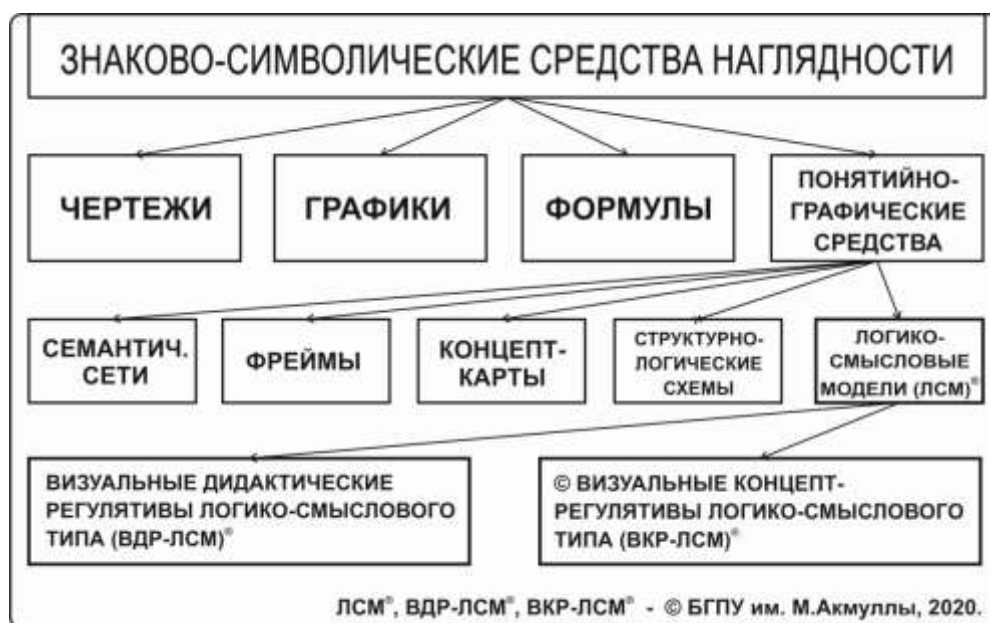 ЗНАКОВО-СИМВОЛИЧЕСКИЕ СРЕДСТВА НАГЛЯДНОСТИ
ЧЕРТЕЖИ
ГРАФИКИ
ФОРМУЛЫ
ПОНЯТИЙНО-
ГРАФИЧЕСКИЕ
СРЕДСТВА
СЕМАНТИЧ.
СЕТИ
ФРЕЙМЫ
КОНЦЕПТ-
КАРТЫ
СТРУКТУРНО-
ЛОГИЧЕСКИЕ
СХЕМЫ
ЛОГИКО-
СМЫСЛОВЫЕ
МОДЕЛИ (ЛСМ)®
ВИЗУАЛЬНЫЕ ДИДАКТИЧЕСКИЕ
РЕГУЛЯТИВЫ ЛОГИКО-СМЫСЛОВОГО
ТИПА (ВДР-ЛСМ)®
© ВИЗУАЛЬНЫЕ КОНЦЕПТ-
РЕГУЛЯТИВЫ ЛОГИКО-СМЫСЛОВОГО
ТИПА (ВКР-ЛСМ)®
ЛСМ®, ВДР-ЛСМ®, ВКР-ЛСМ® - © БГПУ им. М.Акмуллы, 2020.